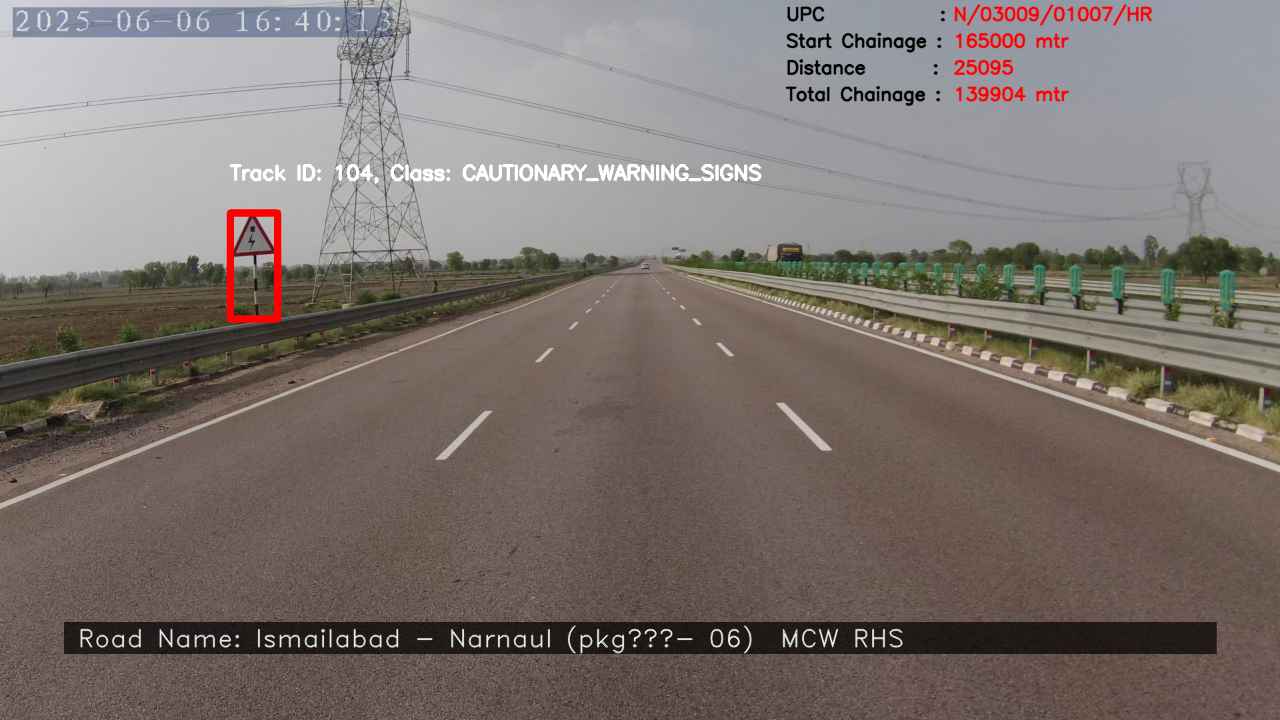 2025-06-06 16:40:13
UPC : N/03009/01007/HR
Start Chainage : 165000 mtr
Distance : 25095
Total Chainage : 139904 mtr
Track ID: 104, Class: CAUTIONARY_WARNING_SIGNS
Road Name: Ismailabad - Narnaul (pkg???- 06) MCW RHS